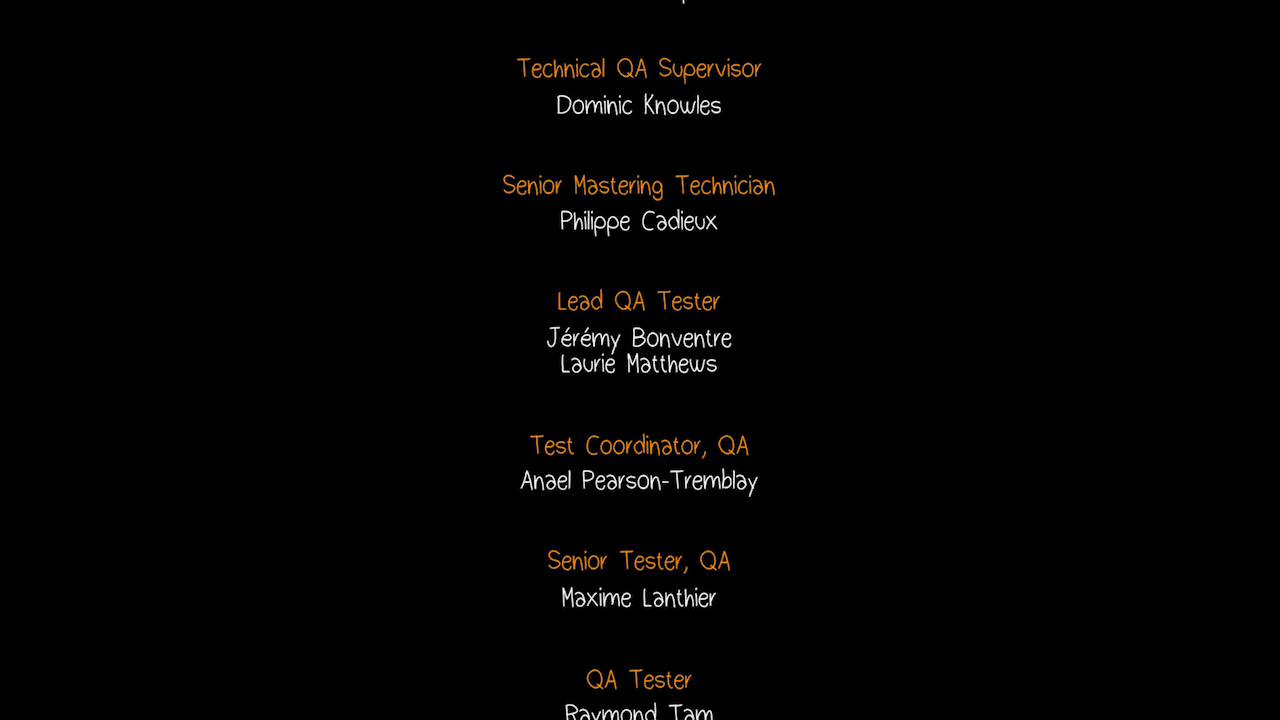 Technical QA Supervisor
Dominic Knowles
Senior Mastering Technician
Philippe Cadieux
Lead QA Tester
Jérémy Bonventre
Laurie Matthews
Test Coordinator, QA
Anael Pearson-Tremblay
Senior Tester, QA
Maxime Lanthier
QA Tester
Raymond Tam